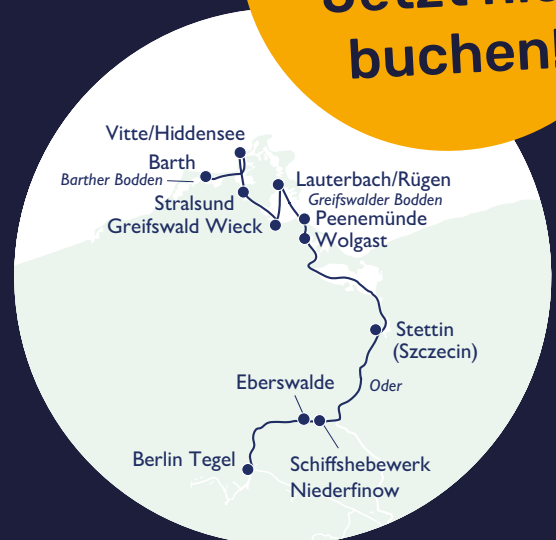 Jetzt
buchen!
Vitte/Hiddensee
Barth
Barther Bodden
Lauterbach/Rügen
Greifswalder Bodden
Stralsund
Peenemünde
Greifswald Wieck
Wolgast
Stettin
(Szczecin)
Eberswalde
Oder
Berlin Tegel
Schiffshebewerk
Niederfinow